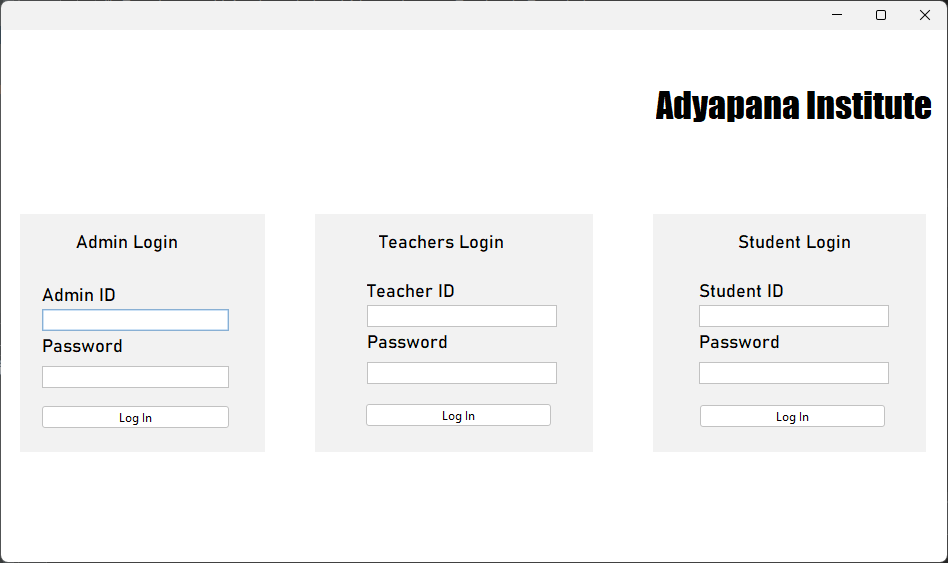 Adyapana Institute
Admin Login
Admin ID
Password
Log In
Teachers Login
Teacher ID
Password
Log In
Student Login
Student ID
Password
Log In